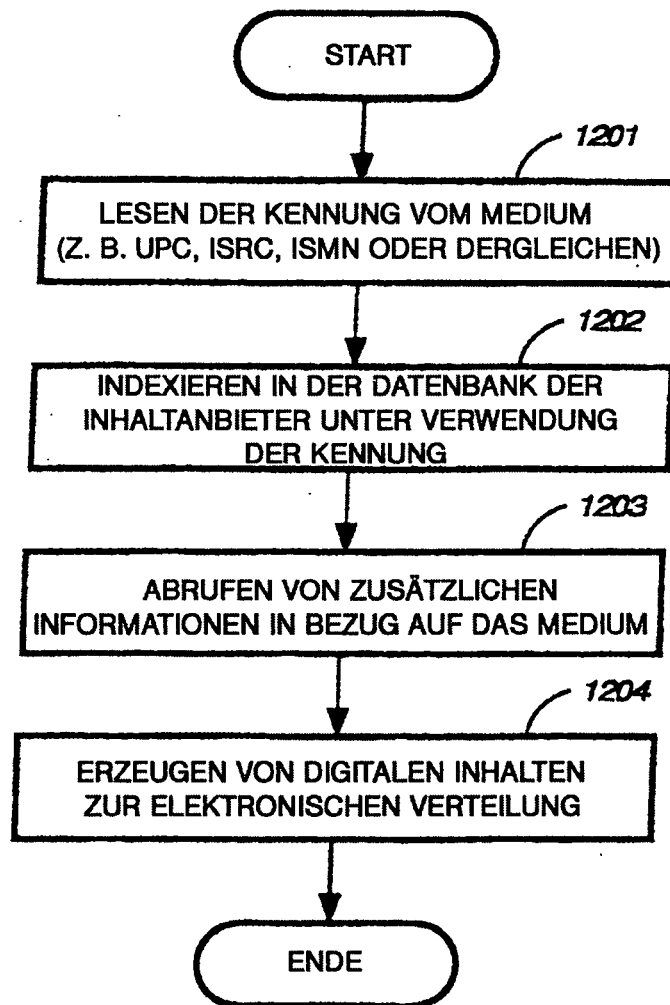 START
1201
LESEN DER KENNUNG VOM MEDIUM
(Z. B. UPC, ISRC, ISMN ODER DERGLEICHEN)
1202
INDEXIEREN IN DER DATENBANK DER
INHALTANBIETER UNTER VERWENDUNG
DER KENNUNG
1203
ABRUFEN VON ZUSÄTZLICHEN
INFORMATIONEN IN BEZUG AUF DAS MEDIUM
1204
ERZEUGEN VON DIGITALEN INHALTEN
ZUR ELEKTRONISCHEN VERTEILUNG
ENDE